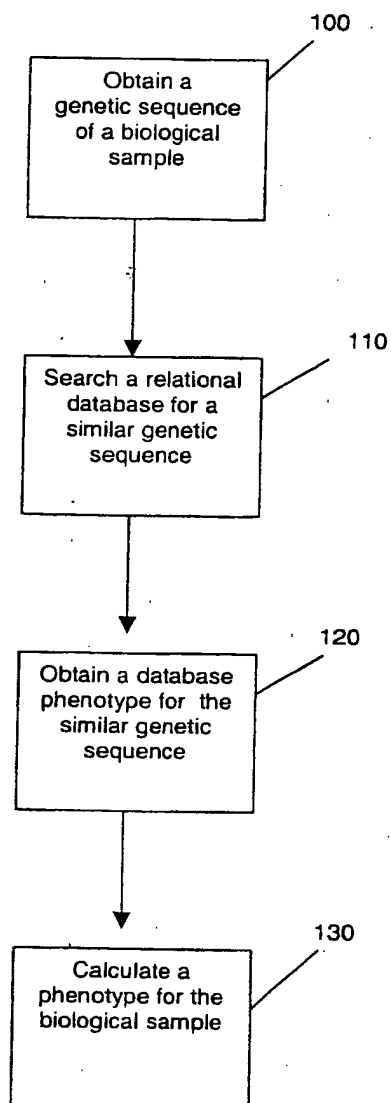 100
Obtain a
genetic sequence
of a biological
sample
110
Search a relational
database for a
similar genetic
sequence
120
Obtain a database
phenotype for the
similar genetic
sequence
130
Calculate a
phenotype for the
biological sample